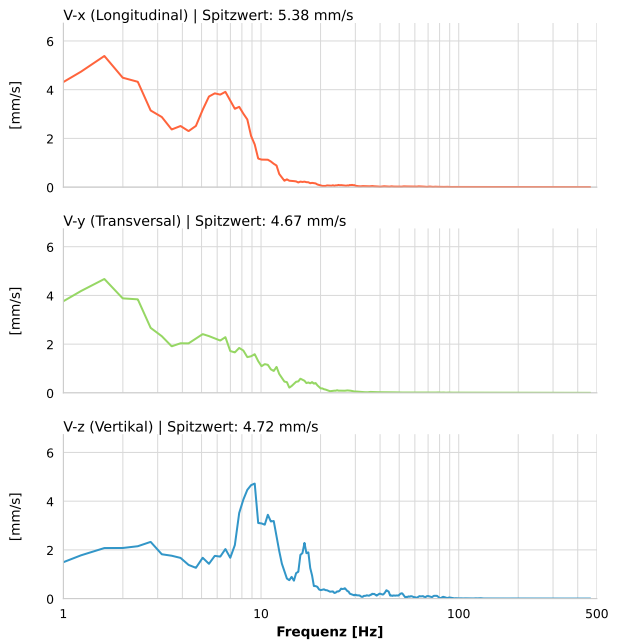 V-x (Longitudinal) | Spitzwert: 5.38 mm/s
6
[mm/s]
4
2
0
V-y (Transversal) | Spitzwert: 4.67 mm/s
6
[mm/s]
4
2
0
V-z (Vertikal) | Spitzwert: 4.72 mm/s
6
[mm/s]
4
2
0
1 10 100 500
Frequenz [Hz]